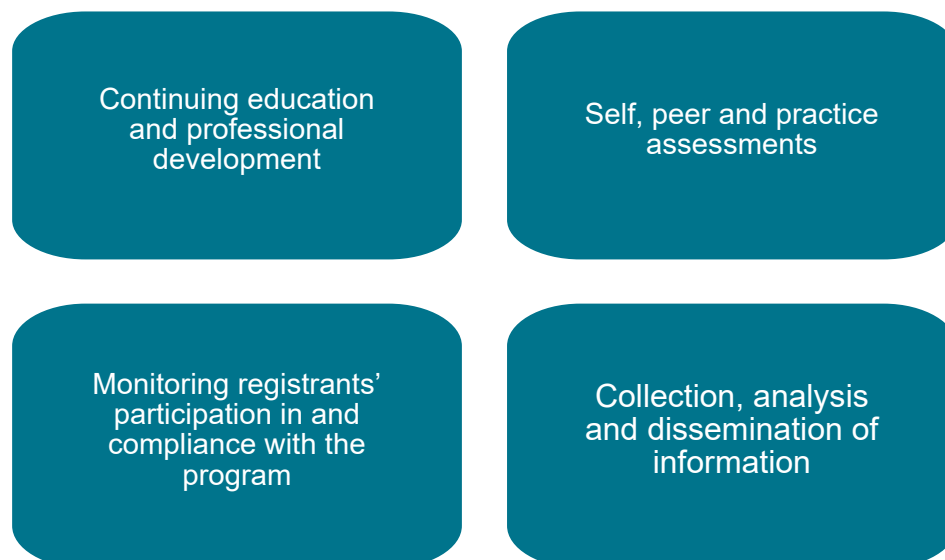 Continuing education
and professional
development
Self, peer and practice
assessments
Monitoring registrants’
participation in and
compliance with the
program
Collection, analysis
and dissemination of
information